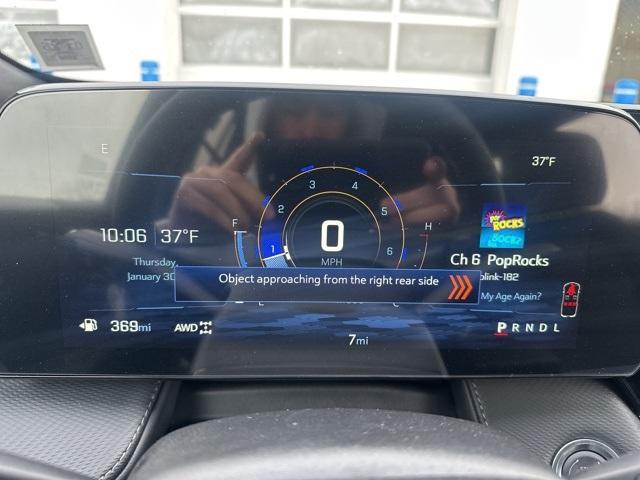 E
37°F
3 4
2 5
1 6
F H
0
MPH
10:06 37°F
Thursday,
January 30
POP
ROCKS
Ch 6 PopRocks
blink-182
My Age Again?
Object approaching from the right rear side
369mi AWD
7mi
P R N D L